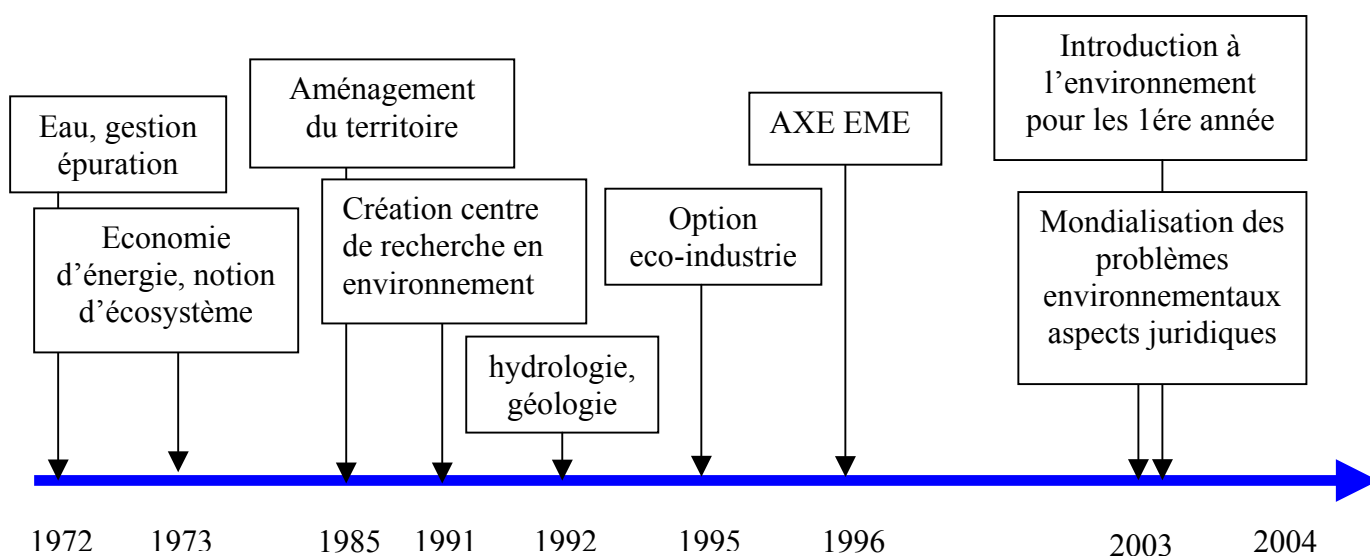 Eau, gestion
épuration
Economie
d’énergie, notion
d’écosystème
Aménagement
du territoire
Création centre
de recherche en
environnement
hydrologie,
géologie
Option
eco-industrie
AXE EME
Introduction à
l’environnement
pour les 1ére année
Mondialisation des
problèmes
environnementaux
aspects juridiques
1972 1973 1985 1991 1992 1995 1996 2003 2004